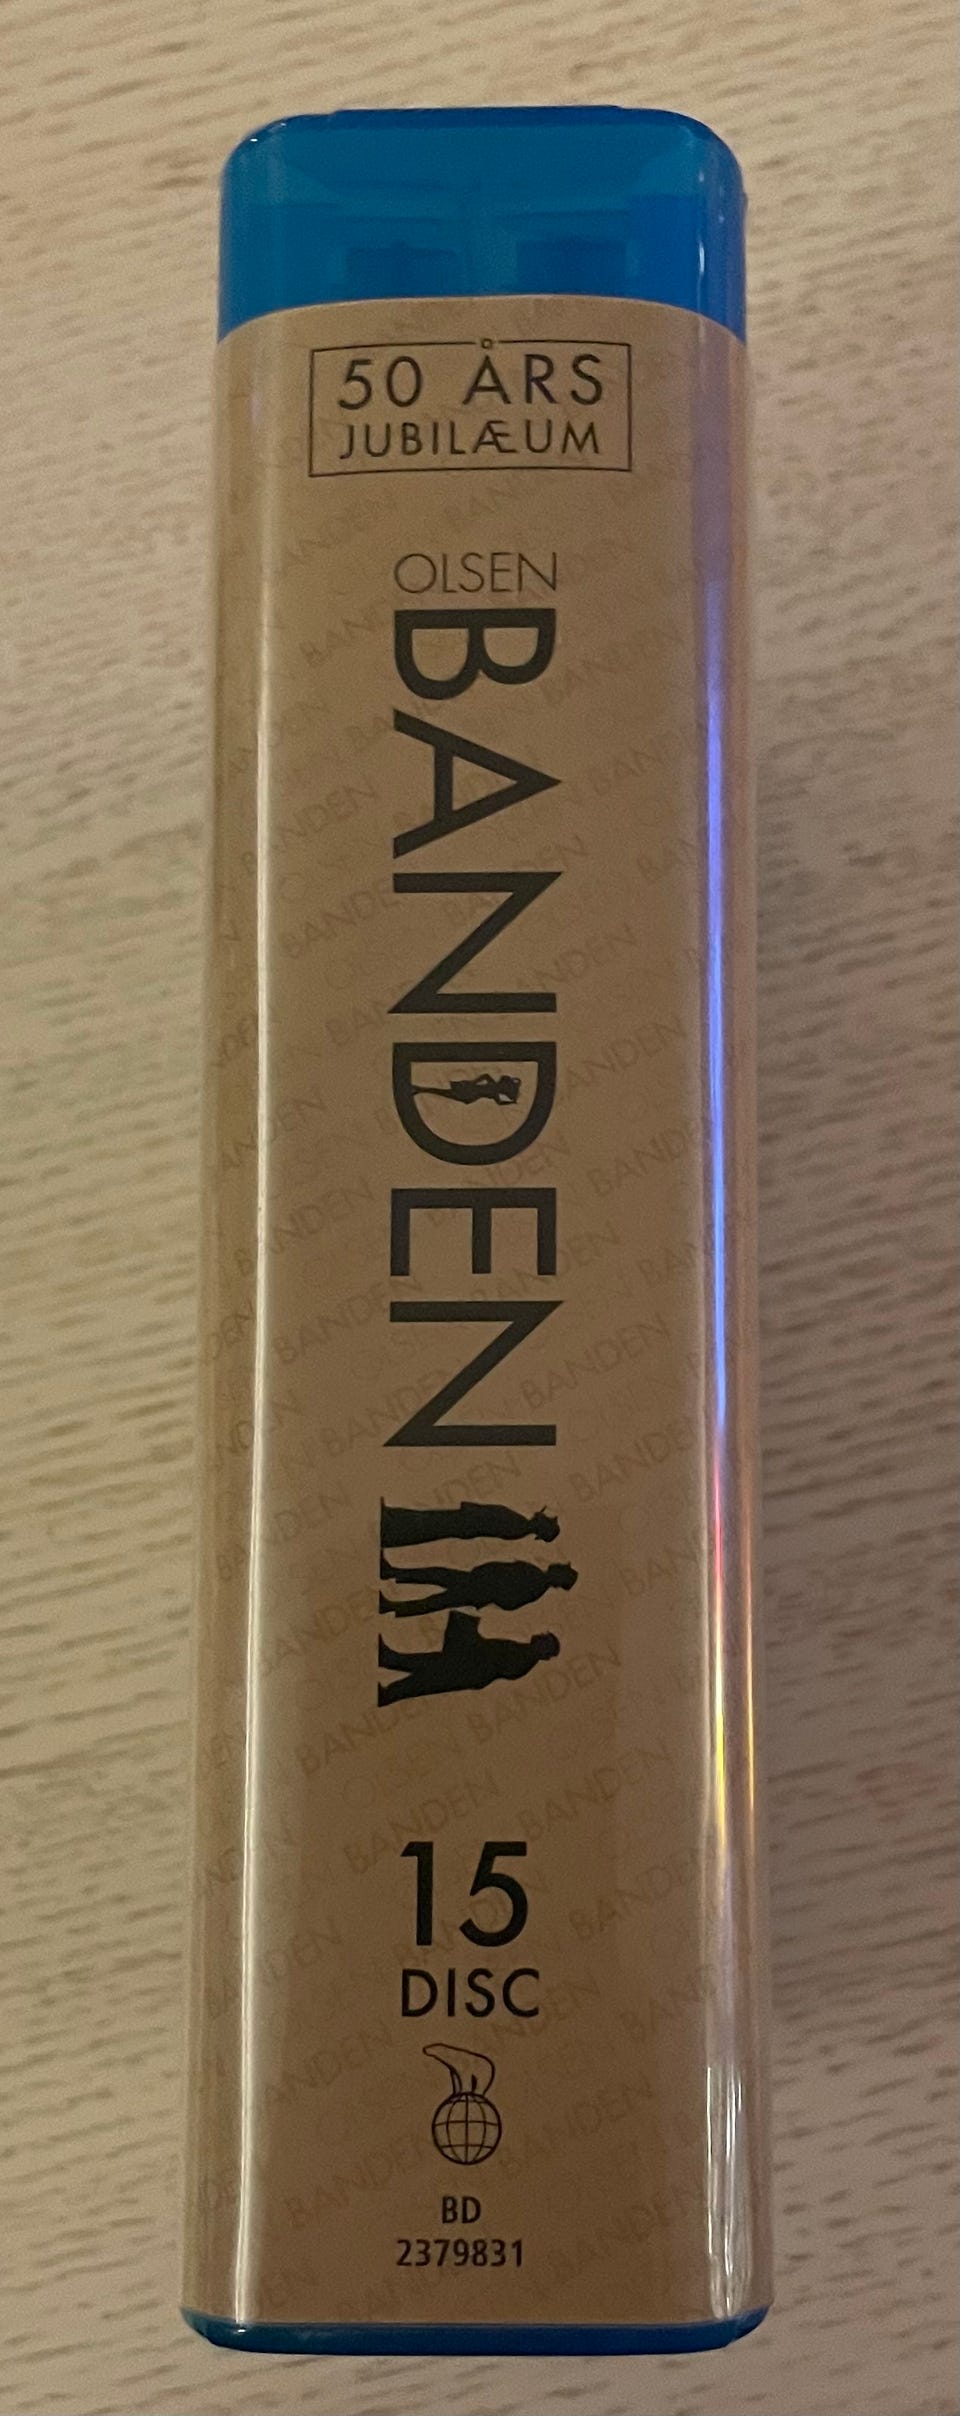 50 ÅRS
JUBILÆUM
OLSEN
BANDEN
15
DISC
BD
2379831